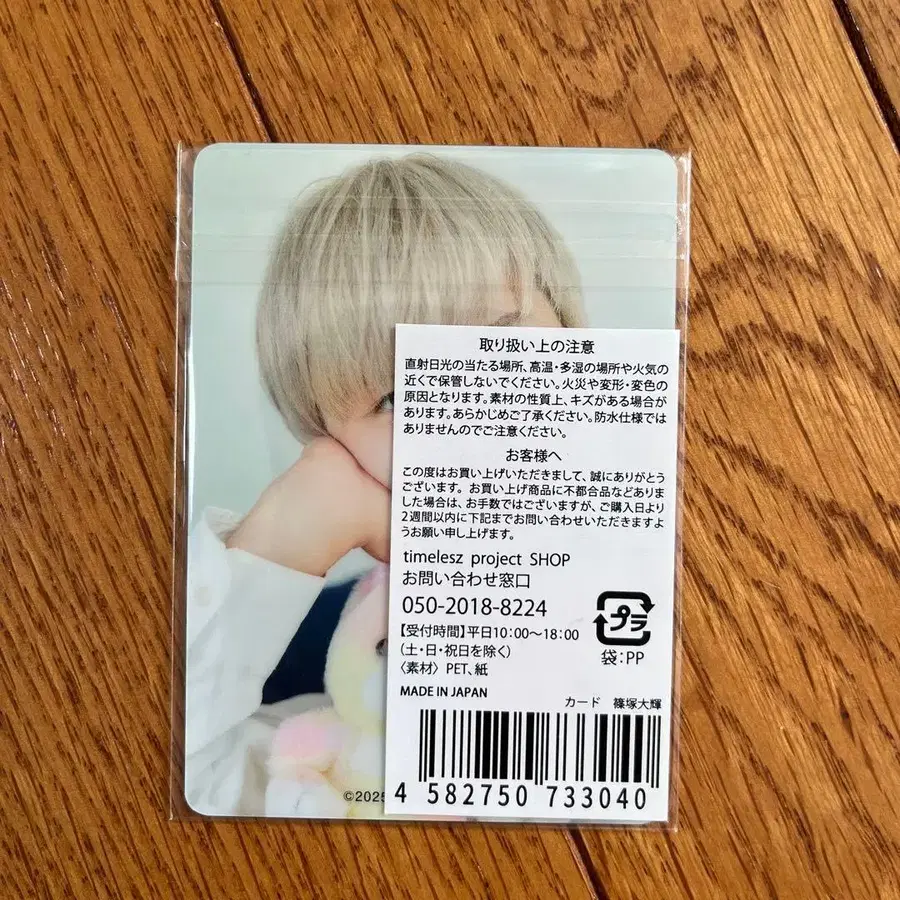 取り扱い上の注意
直射日光の当たる場所、高温・多湿の場所や火気の
近くで保管しないでください。火災や変形・変色の
原因となります。素材の性質上、キズがある場合が
あります。あらかじめご了承ください。防水仕様では
ありませんのでご注意ください。
お客様へ
この度はお買い上げいただきまして、誠にありがとう
ございます。お買い上げ商品に不都合品などありま
した場合は、お手数ではございますが、ご購入日より
2週間以内に下記までお問い合わせいただきますよ
うお願い申し上げます。
timelesz project SHOP
お問い合わせ窓口
050-2018-8224
【受付時間】平日10:00〜18:00
(土・日・祝日を除く)
〈素材〉PET、紙
プラ
袋:PP
MADE IN JAPAN
カード 篠塚大輝
4 582750 733040
©2025